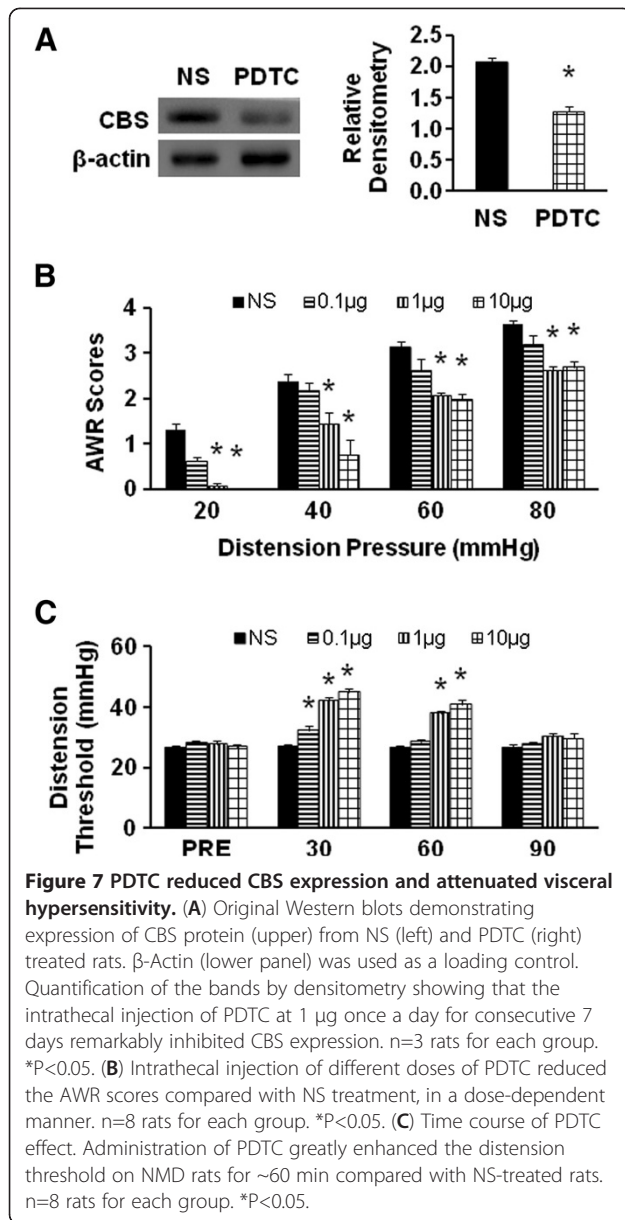 A
NS PDTC
CBS
β-actin
Relative
Densitometry
2.5
2.0
1.5
1.0
0.5
0.0
*
NS PDTC
B
NS 0.1μg 1μg 10μg
AWR Scores
4
3
2
1
0
* *
*
*
* *
* *
20 40 60 80
Distension Pressure (mmHg)
C
NS 0.1μg 1μg 10μg
Distension
Threshold (mmHg)
60
40
20
0
* * *
* *
PRE 30 60 90
Figure 7 PDTC reduced CBS expression and attenuated visceral
hypersensitivity. (A) Original Western blots demonstrating
expression of CBS protein (upper) from NS (left) and PDTC (right)
treated rats. β-Actin (lower panel) was used as a loading control.
Quantification of the bands by densitometry showing that the
intrathecal injection of PDTC at 1 μg once a day for consecutive 7
days remarkably inhibited CBS expression. n=3 rats for each group.
*P<0.05. (B) Intrathecal injection of different doses of PDTC reduced
the AWR scores compared with NS treatment, in a dose-dependent
manner. n=8 rats for each group. *P<0.05. (C) Time course of PDTC
effect. Administration of PDTC greatly enhanced the distension
threshold on NMD rats for ~60 min compared with NS-treated rats.
n=8 rats for each group. *P<0.05.